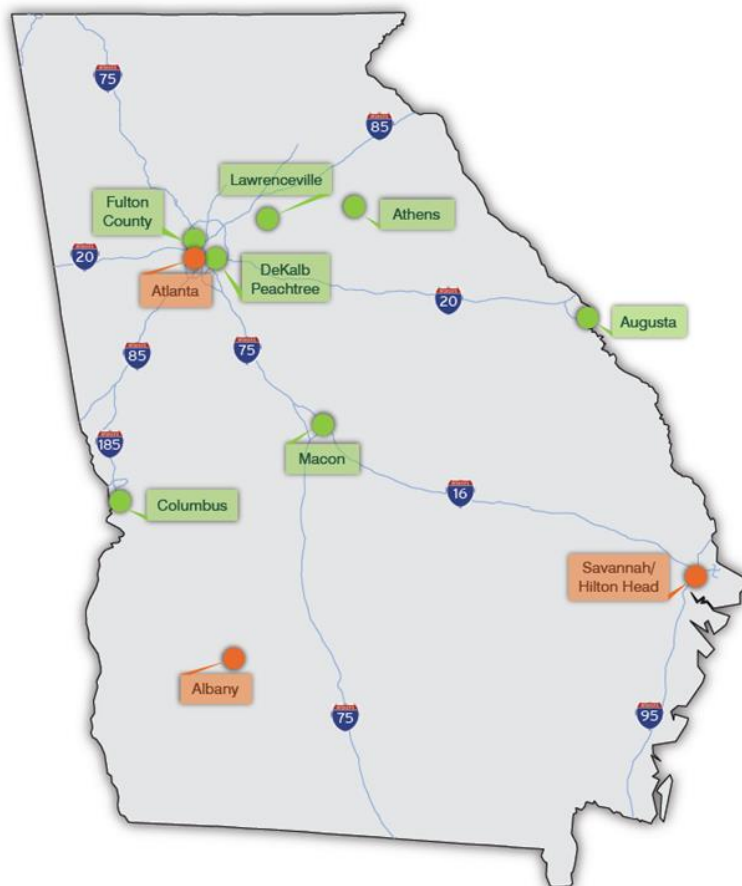 75
85
Lawrenceville
Fulton
County
Athens
20
DeKalb
Peachtree
Atlanta
20
Augusta
85
75
185
Macon
16
Columbus
Savannah/
Hilton Head
Albany
75
95